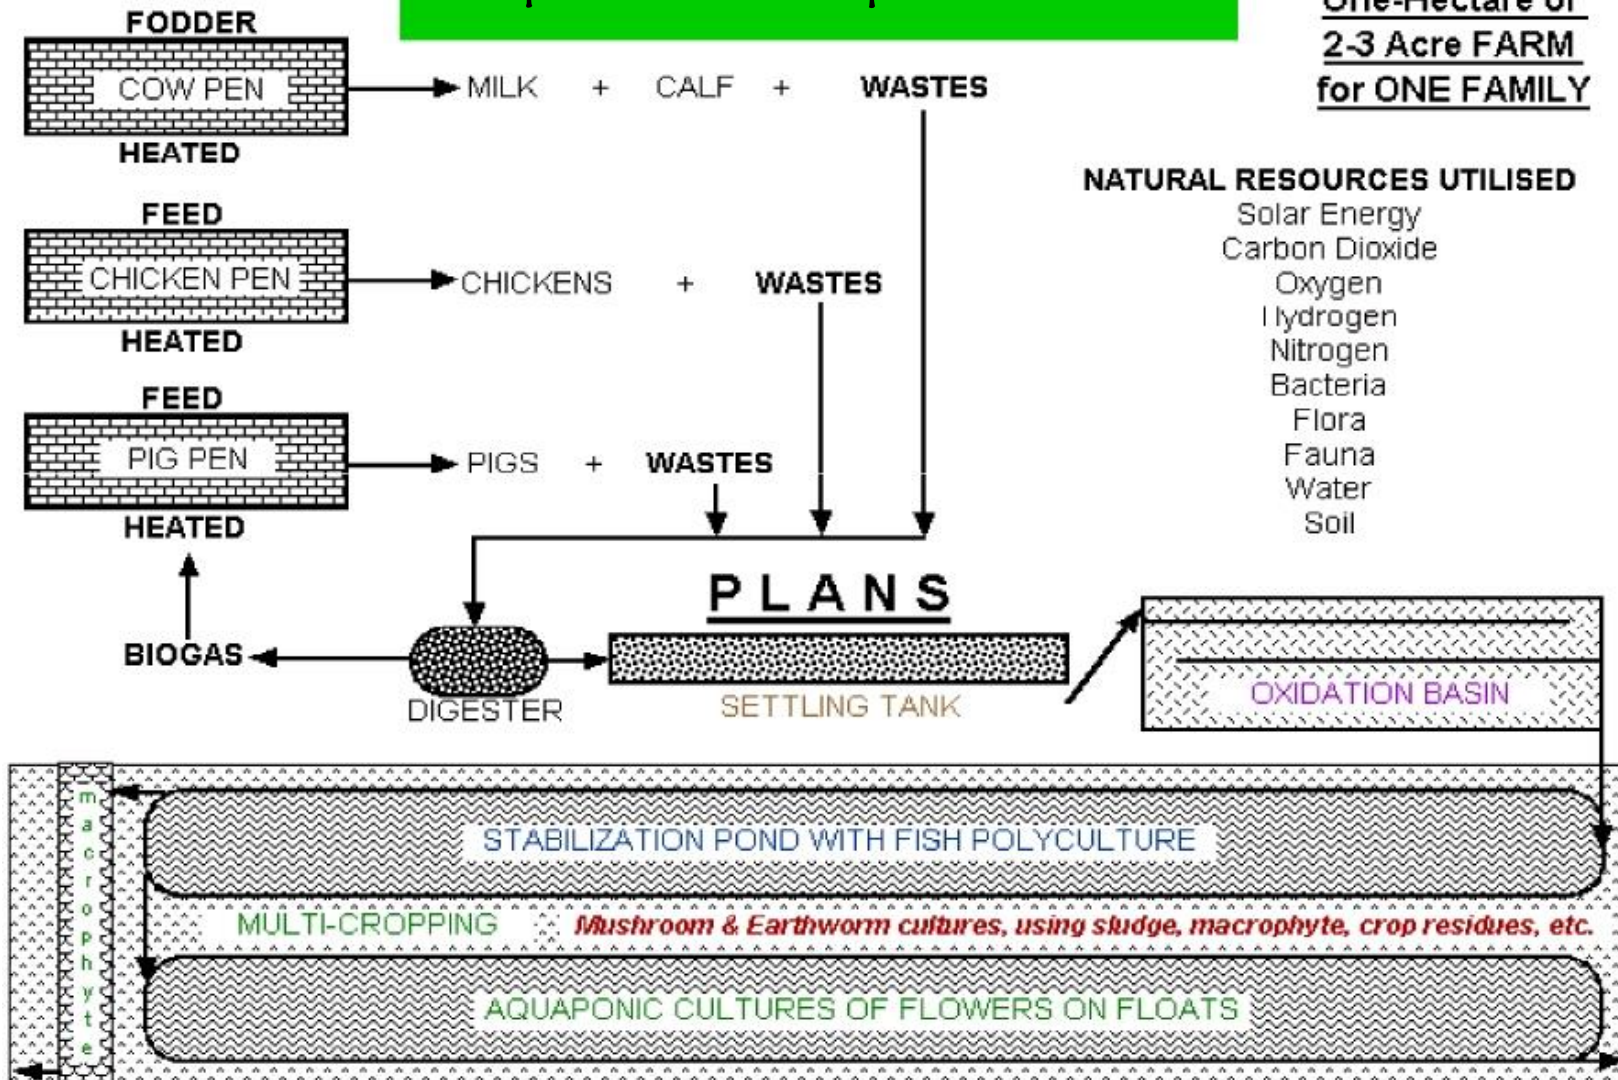 One-Hectare or
2-3 Acre FARM
for ONE FAMILY
FODDER
COW PEN
HEATED
MILK + CALF + WASTES
NATURAL RESOURCES UTILISED
Solar Energy
Carbon Dioxide
Oxygen
Hydrogen
Nitrogen
Bacteria
Flora
Fauna
Water
Soil
FEED
CHICKEN PEN
HEATED
CHICKENS + WASTES
FEED
PIG PEN
HEATED
PIGS + WASTES
PLANS
BIOGAS
DIGESTER
SETTLING TANK
OXIDATION BASIN
macrophyte
STABILIZATION POND WITH FISH POLYCULTURE
MULTI-CROPPING
Mushroom & Earthworm cultures, using sludge, macrophyte, crop residues, etc.
AQUAPONIC CULTURES OF FLOWERS ON FLOATS